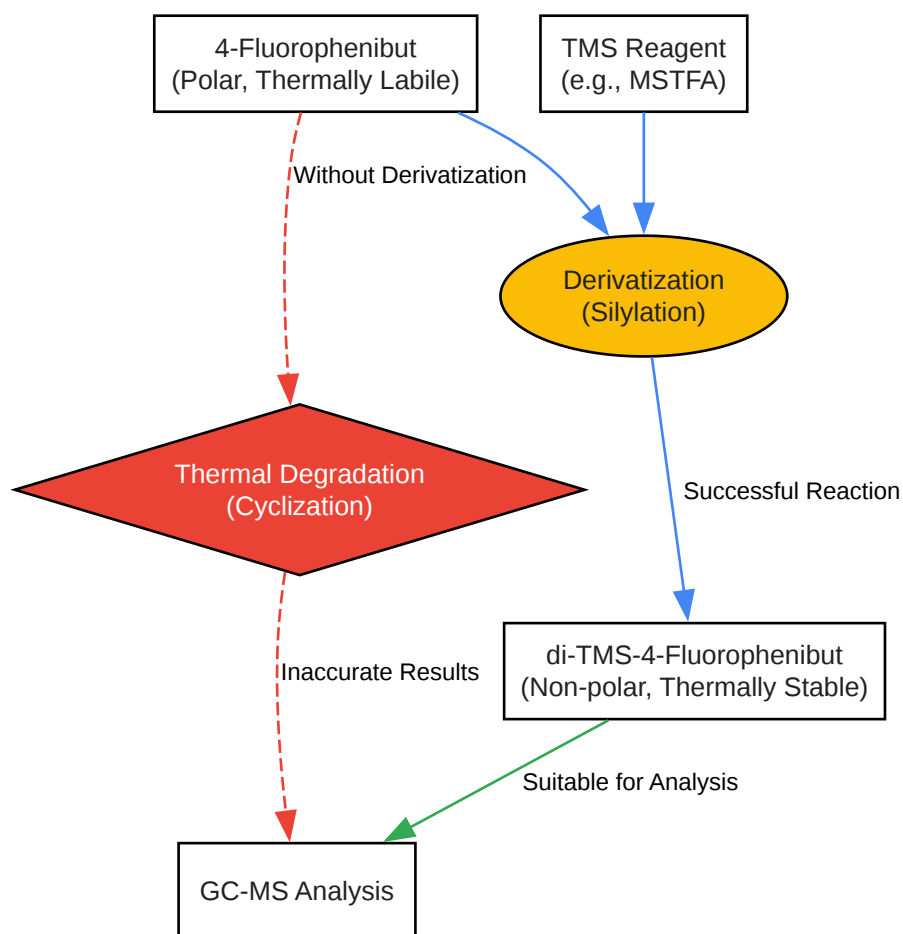 4-Fluorophenibut
(Polar, Thermally Labile)
TMS Reagent
(e.g., MSTFA)
Without Derivatization
Derivatization
(Silylation)
Thermal Degradation
(Cyclization)
Successful Reaction
Inaccurate Results
di-TMS-4-Fluorophenibut
(Non-polar, Thermally Stable)
Suitable for Analysis
GC-MS Analysis